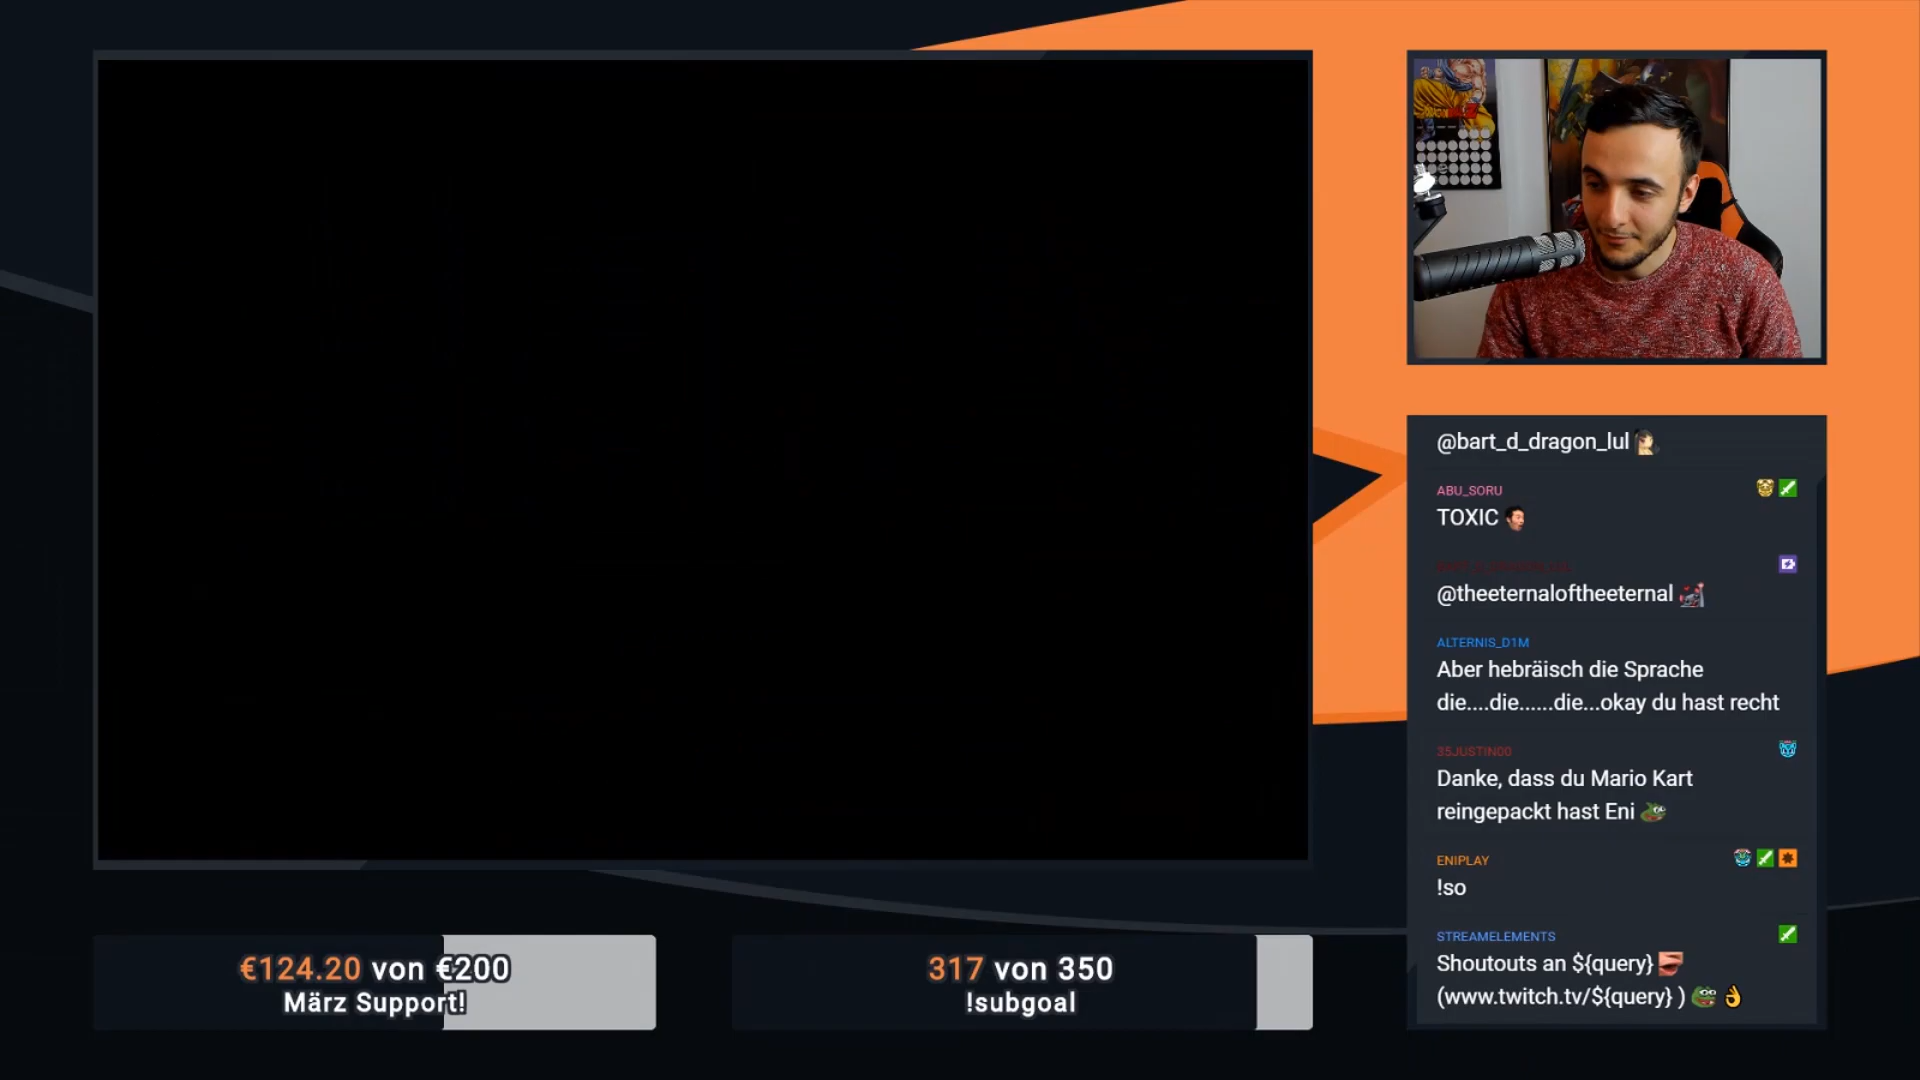 @bart_d_dragon_lul
ABU_SORU
TOXIC
@theeternaloftheeternal
ALTERNIS_D1M
Aber hebräisch die Sprache
die....die......die...okay du hast recht
35JUSTIN00
Danke, dass du Mario Kart
reingepackt hast Eni
ENIPLAY
!so
STREAMELEMENTS
Shoutouts an ${query}
(www.twitch.tv/${query} )
€124.20 von €200
März Support!
317 von 350
!subgoal